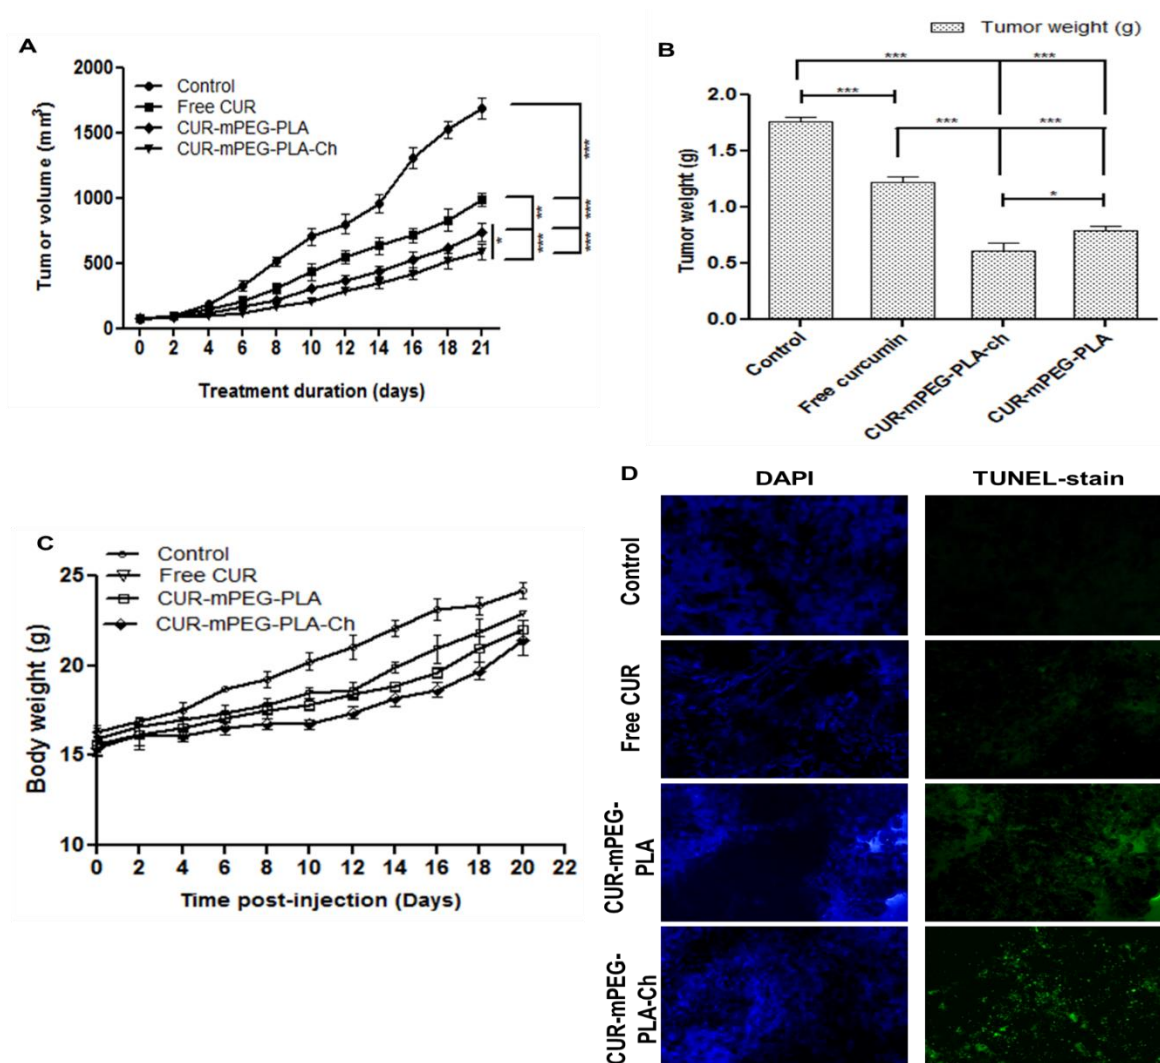 A
Tumor volume (mm³)
2000
1500
1000
500
0
Control
Free CUR
CUR-mPEG-PLA
CUR-mPEG-PLA-Ch
***
**
***
*
***
***
0 2 4 6 8 10 12 14 16 18 21
Treatment duration (days)
B
Tumor weight (g)
*** ***
***
*** ***
*
Tumor weight (g)
2.0
1.5
1.0
0.5
0.0
Control
Free curcumin
CUR-mPEG-PLA-ch
CUR-mPEG-PLA
C
Control
Free CUR
CUR-mPEG-PLA
CUR-mPEG-PLA-Ch
Body weight (g)
25
20
15
10
0 2 4 6 8 10 12 14 16 18 20 22
Time post-injection (Days)
D
DAPI TUNEL-stain
Control
Free CUR
CUR-mPEG-
PLA
CUR-mPEG-
PLA-Ch